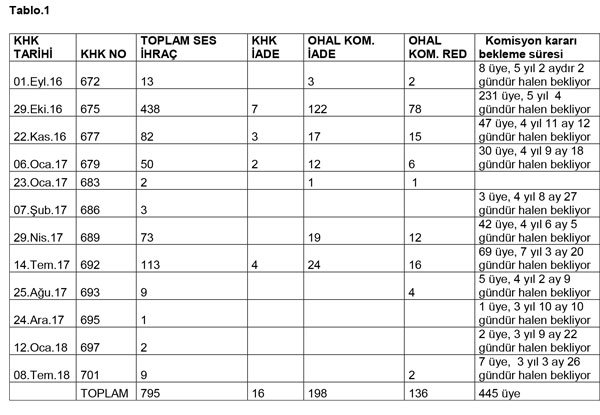 Tablo.1
KHK TARİHİ KHK NO TOPLAM SES İHRAÇ KHK İADE OHAL KOM. İADE OHAL KOM. RED Komisyon kararı bekleme süresi
01.Eyl.16 672 13 3 2 8 üye, 5 yıl 2 aydır 2 gündür halen bekliyor
29.Eki.16 675 438 7 122 78 231 üye, 5 yıl 4 gündür halen bekliyor
22.Kas.16 677 82 3 17 15 47 üye, 4 yıl 11 ay 12 gündür halen bekliyor
06.Oca.17 679 50 2 12 6 30 üye, 4 yıl 9 ay 18 gündür halen bekliyor
23.Oca.17 683 2 1 1
07.Şub.17 686 3 3 üye, 4 yıl 8 ay 27 gündür halen bekliyor
29.Nis.17 689 73 19 12 42 üye, 4 yıl 6 ay 5 gündür halen bekliyor
14.Tem.17 692 113 4 24 16 69 üye, 7 yıl 3 ay 20 gündür halen bekliyor
25.Ağu.17 693 9 4 5 üye, 4 yıl 2 ay 9 gündür halen bekliyor
24.Ara.17 695 1 1 üye, 3 yıl 10 ay 10 gündür halen bekliyor
12.Oca.18 697 2 2 üye, 3 yıl 9 ay 22 gündür halen bekliyor
08.Tem.18 701 9 2 7 üye, 3 yıl 3 ay 26 gündür halen bekliyor
TOPLAM 795 16 198 136 445 üye